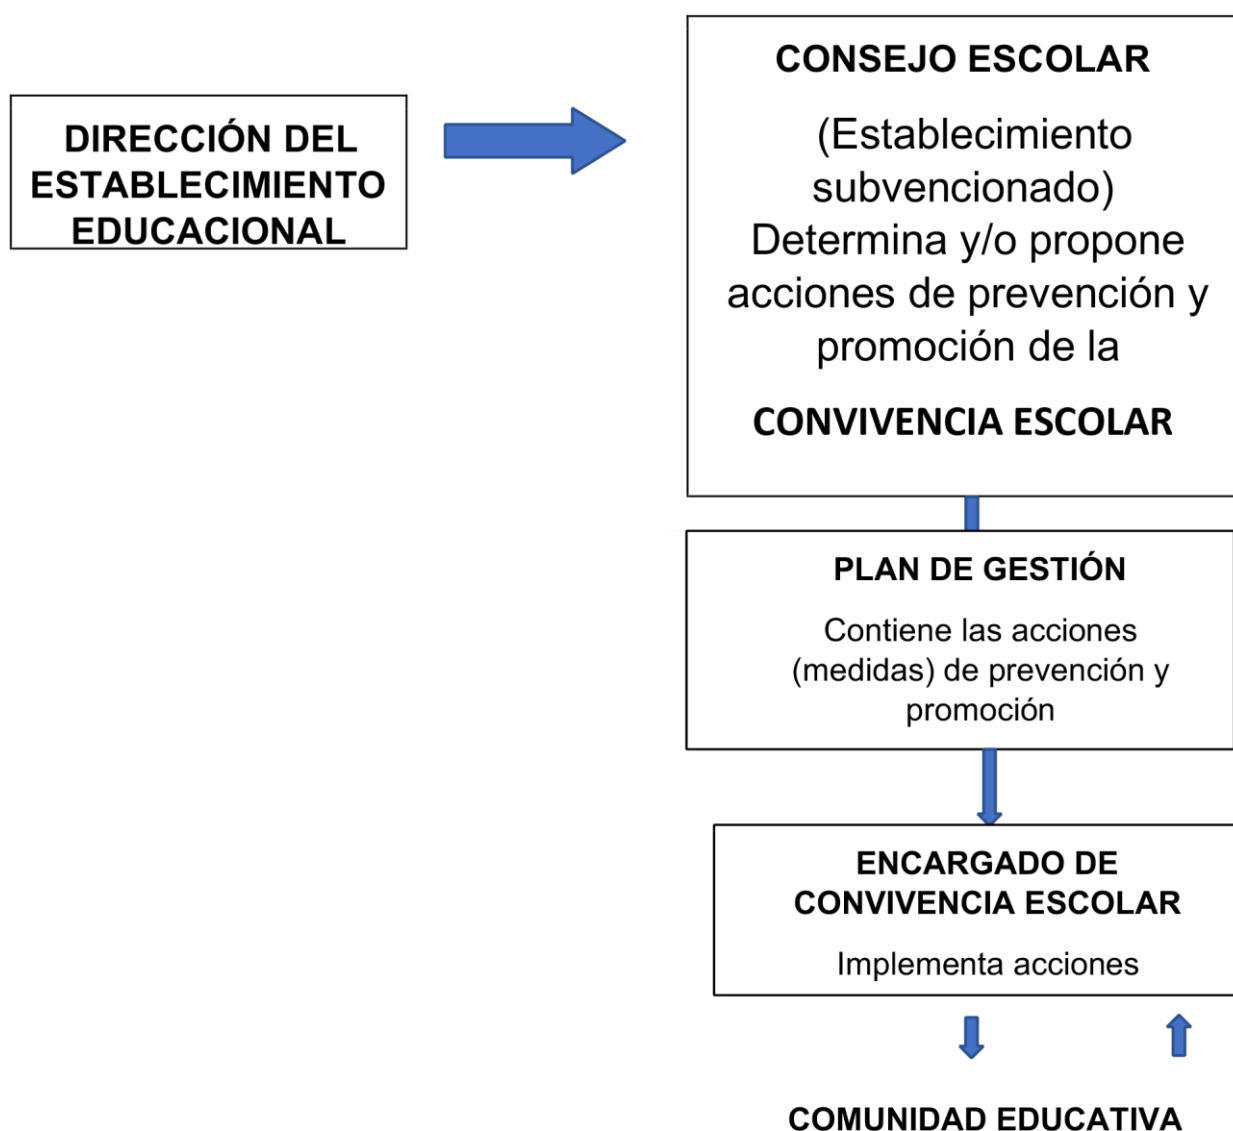 DIRECCIÓN DEL
ESTABLECIMIENTO
EDUCACIONAL
CONSEJO ESCOLAR
(Establecimiento
subvencionado)
Determina y/o propone
acciones de prevención y
promoción de la
CONVIVENCIA ESCOLAR
PLAN DE GESTIÓN
Contiene las acciones
(medidas) de prevención y
promoción
ENCARGADO DE
CONVIVENCIA ESCOLAR
Implementa acciones
COMUNIDAD EDUCATIVA